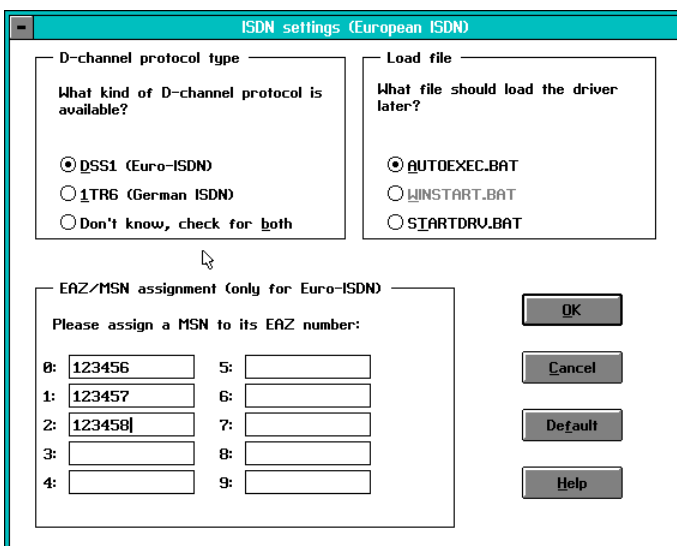 ISDN settings (European ISDN)
D-channel protocol type
What kind of D-channel protocol is
available?
DSS1 (Euro-ISDN)
1TR6 (German ISDN)
Don't know, check for both
Load file
What file should load the driver
later?
AUTOEXEC.BAT
WINSTART.BAT
STARTDRV.BAT
EAZ/MSN assignment (only for Euro-ISDN)
Please assign a MSN to its EAZ number:
0: 123456
1: 123457
2: 123458
3:
4:
5:
6:
7:
8:
9:
OK
Cancel
Default
Help